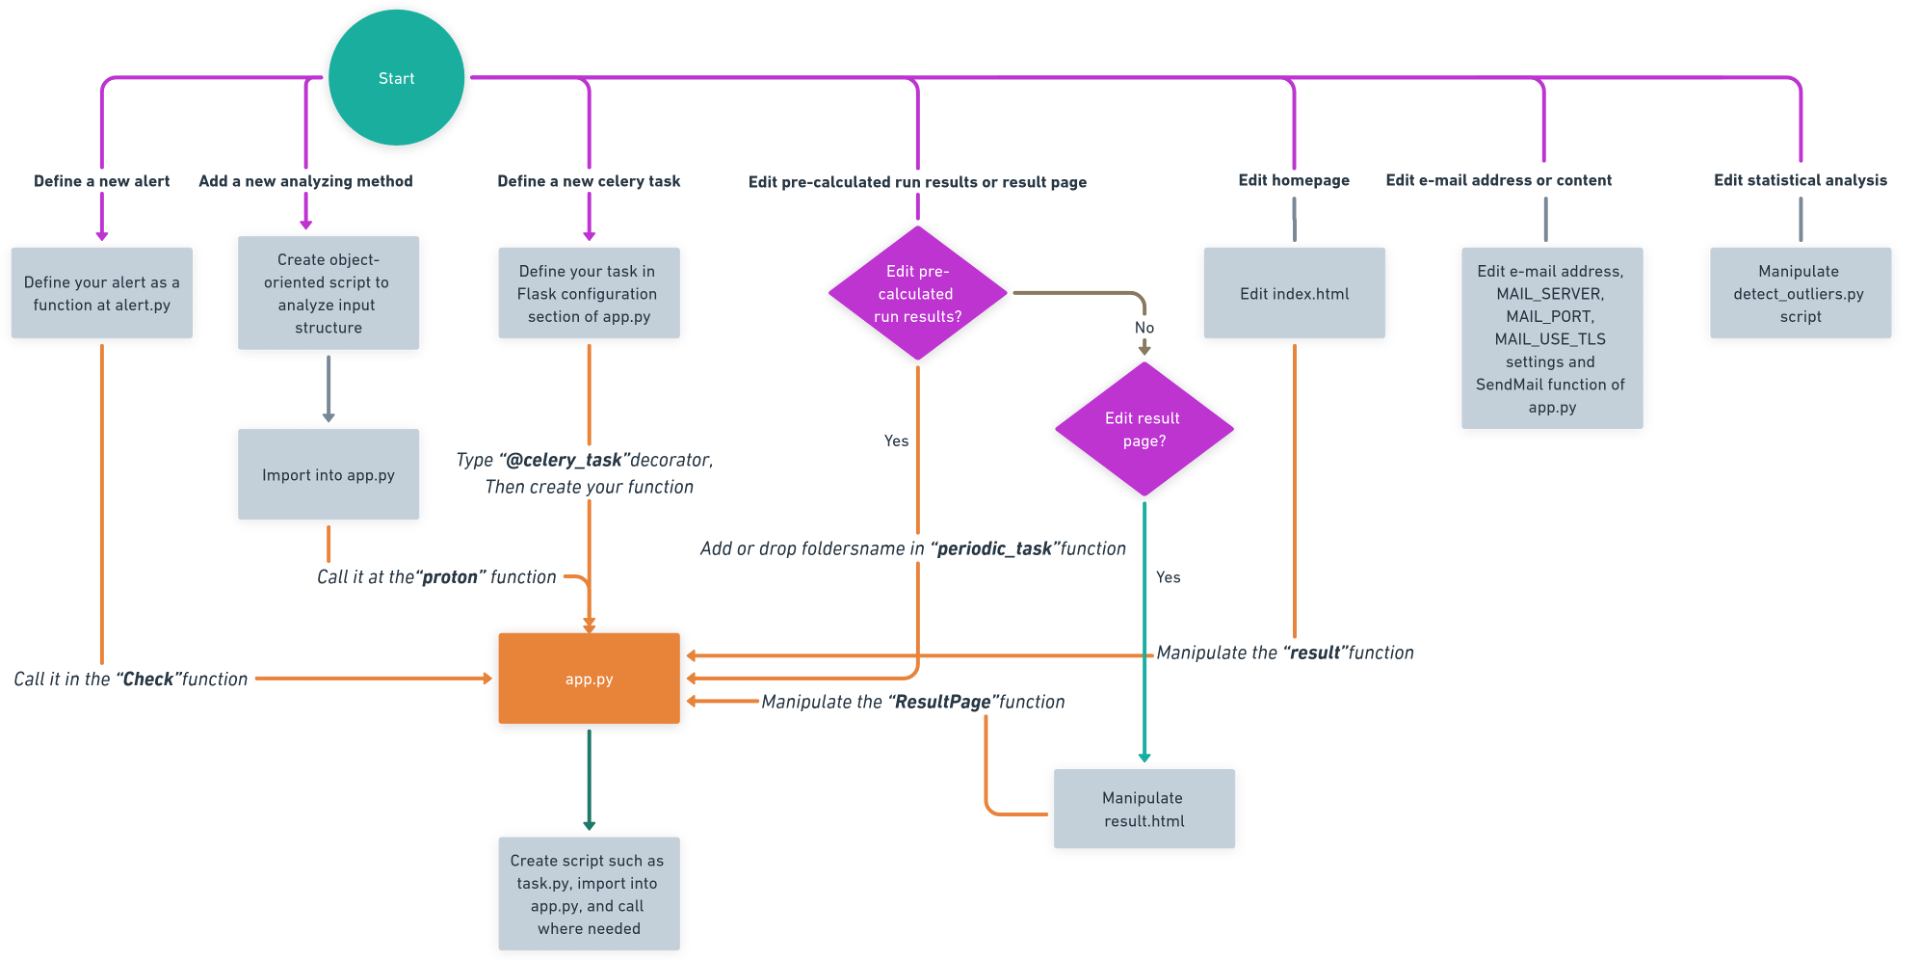 Start
Define a new alert
Add a new analyzing method
Define a new celery task
Edit pre-calculated run results or result page
Edit homepage
Edit e-mail address or content
Edit statistical analysis
Define your alert as a
function at alert.py
Create object-
oriented script to
analyze input
structure
Define your task in
Flask configuration
section of app.py
Edit pre-
calculated
run results?
No
Edit index.html
Edit e-mail address,
MAIL_SERVER,
MAIL_PORT,
MAIL_USE_TLS
settings and
SendMail function of
app.py
Manipulate
detect_outliers.py
script
Edit result
page?
Yes
Import into app.py
Type “@celery_task”decorator,
Then create your function
Add or drop foldersname in “periodic_task”function
Call it at the“proton” function
Yes
Manipulate the “result”function
Call it in the “Check”function
app.py
Manipulate the “ResultPage”function
Manipulate
result.html
Create script such as
task.py, import into
app.py, and call
where needed